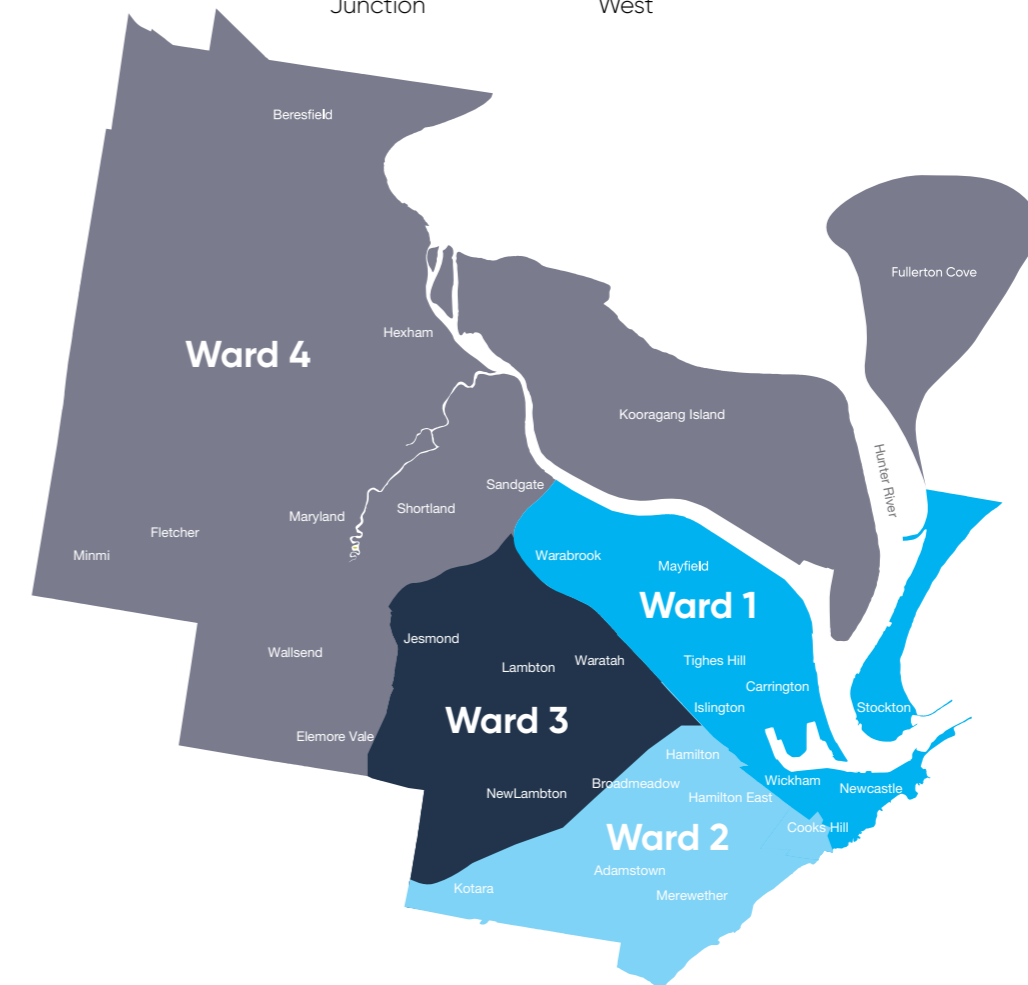 Junction
West
Beresfield
Fullerton Cove
Hexham
Ward 4
Kooragang Island
Hunter River
Sandgate
Shortland
Maryland
Fletcher
Minmi
Warabrook
Mayfield
Ward 1
Jesmond
Wallsend
Lambton
Waratah
Tighes Hill
Carrington
Islington
Stockton
Ward 3
Elemore Vale
Hamilton
Broadmeadow
Wickham
Newcastle
NewLambton
Hamilton East
Cooks Hill
Ward 2
Adamstown
Kotara
Merewether